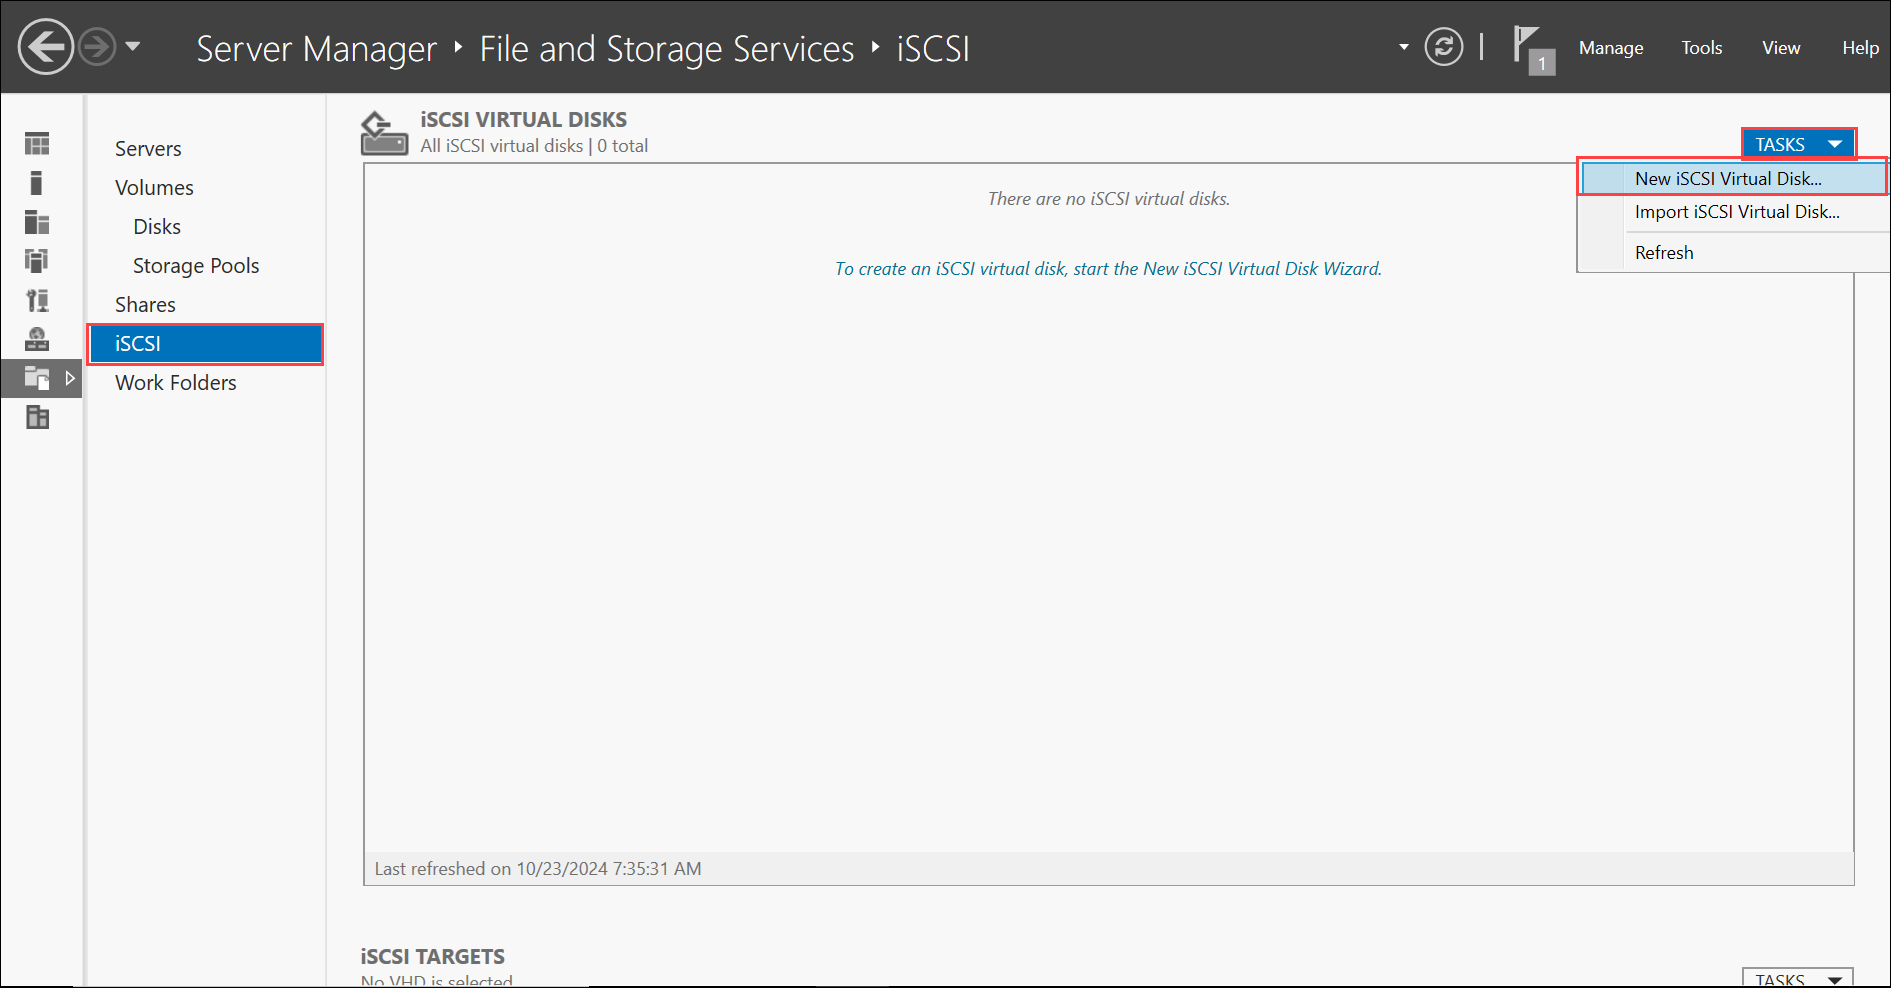 Server Manager ‣ File and Storage Services ‣ iSCSI
1
Manage Tools View Help
Servers
Volumes
Disks
Storage Pools
Shares
iSCSI
Work Folders
iSCSI VIRTUAL DISKS
All iSCSI virtual disks | 0 total
TASKS
New iSCSI Virtual Disk...
Import iSCSI Virtual Disk...
Refresh
There are no iSCSI virtual disks.
To create an iSCSI virtual disk, start the New iSCSI Virtual Disk Wizard.
Last refreshed on 10/23/2024 7:35:31 AM
iSCSI TARGETS
No VHD is selected
TASKS